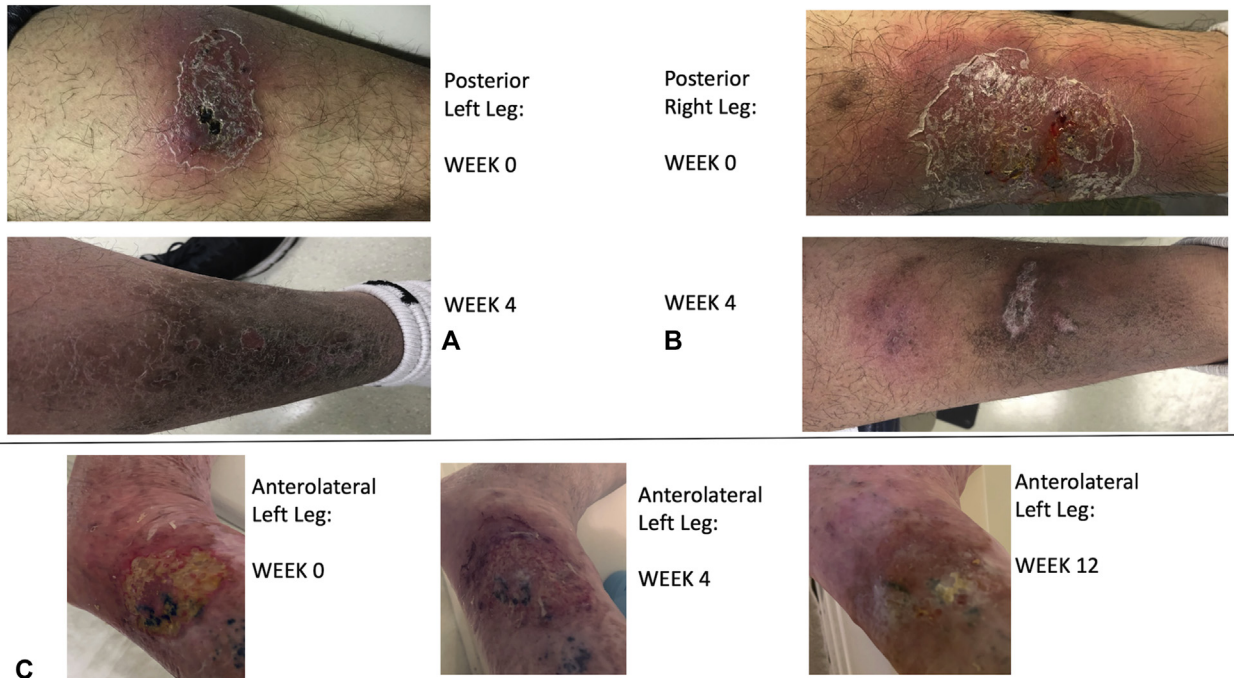 Posterior
Left Leg:
WEEK 0
Posterior
Right Leg:
WEEK 0
WEEK 4
A
WEEK 4
B
Anterolateral
Left Leg:
WEEK 0
Anterolateral
Left Leg:
WEEK 4
Anterolateral
Left Leg:
WEEK 12
C